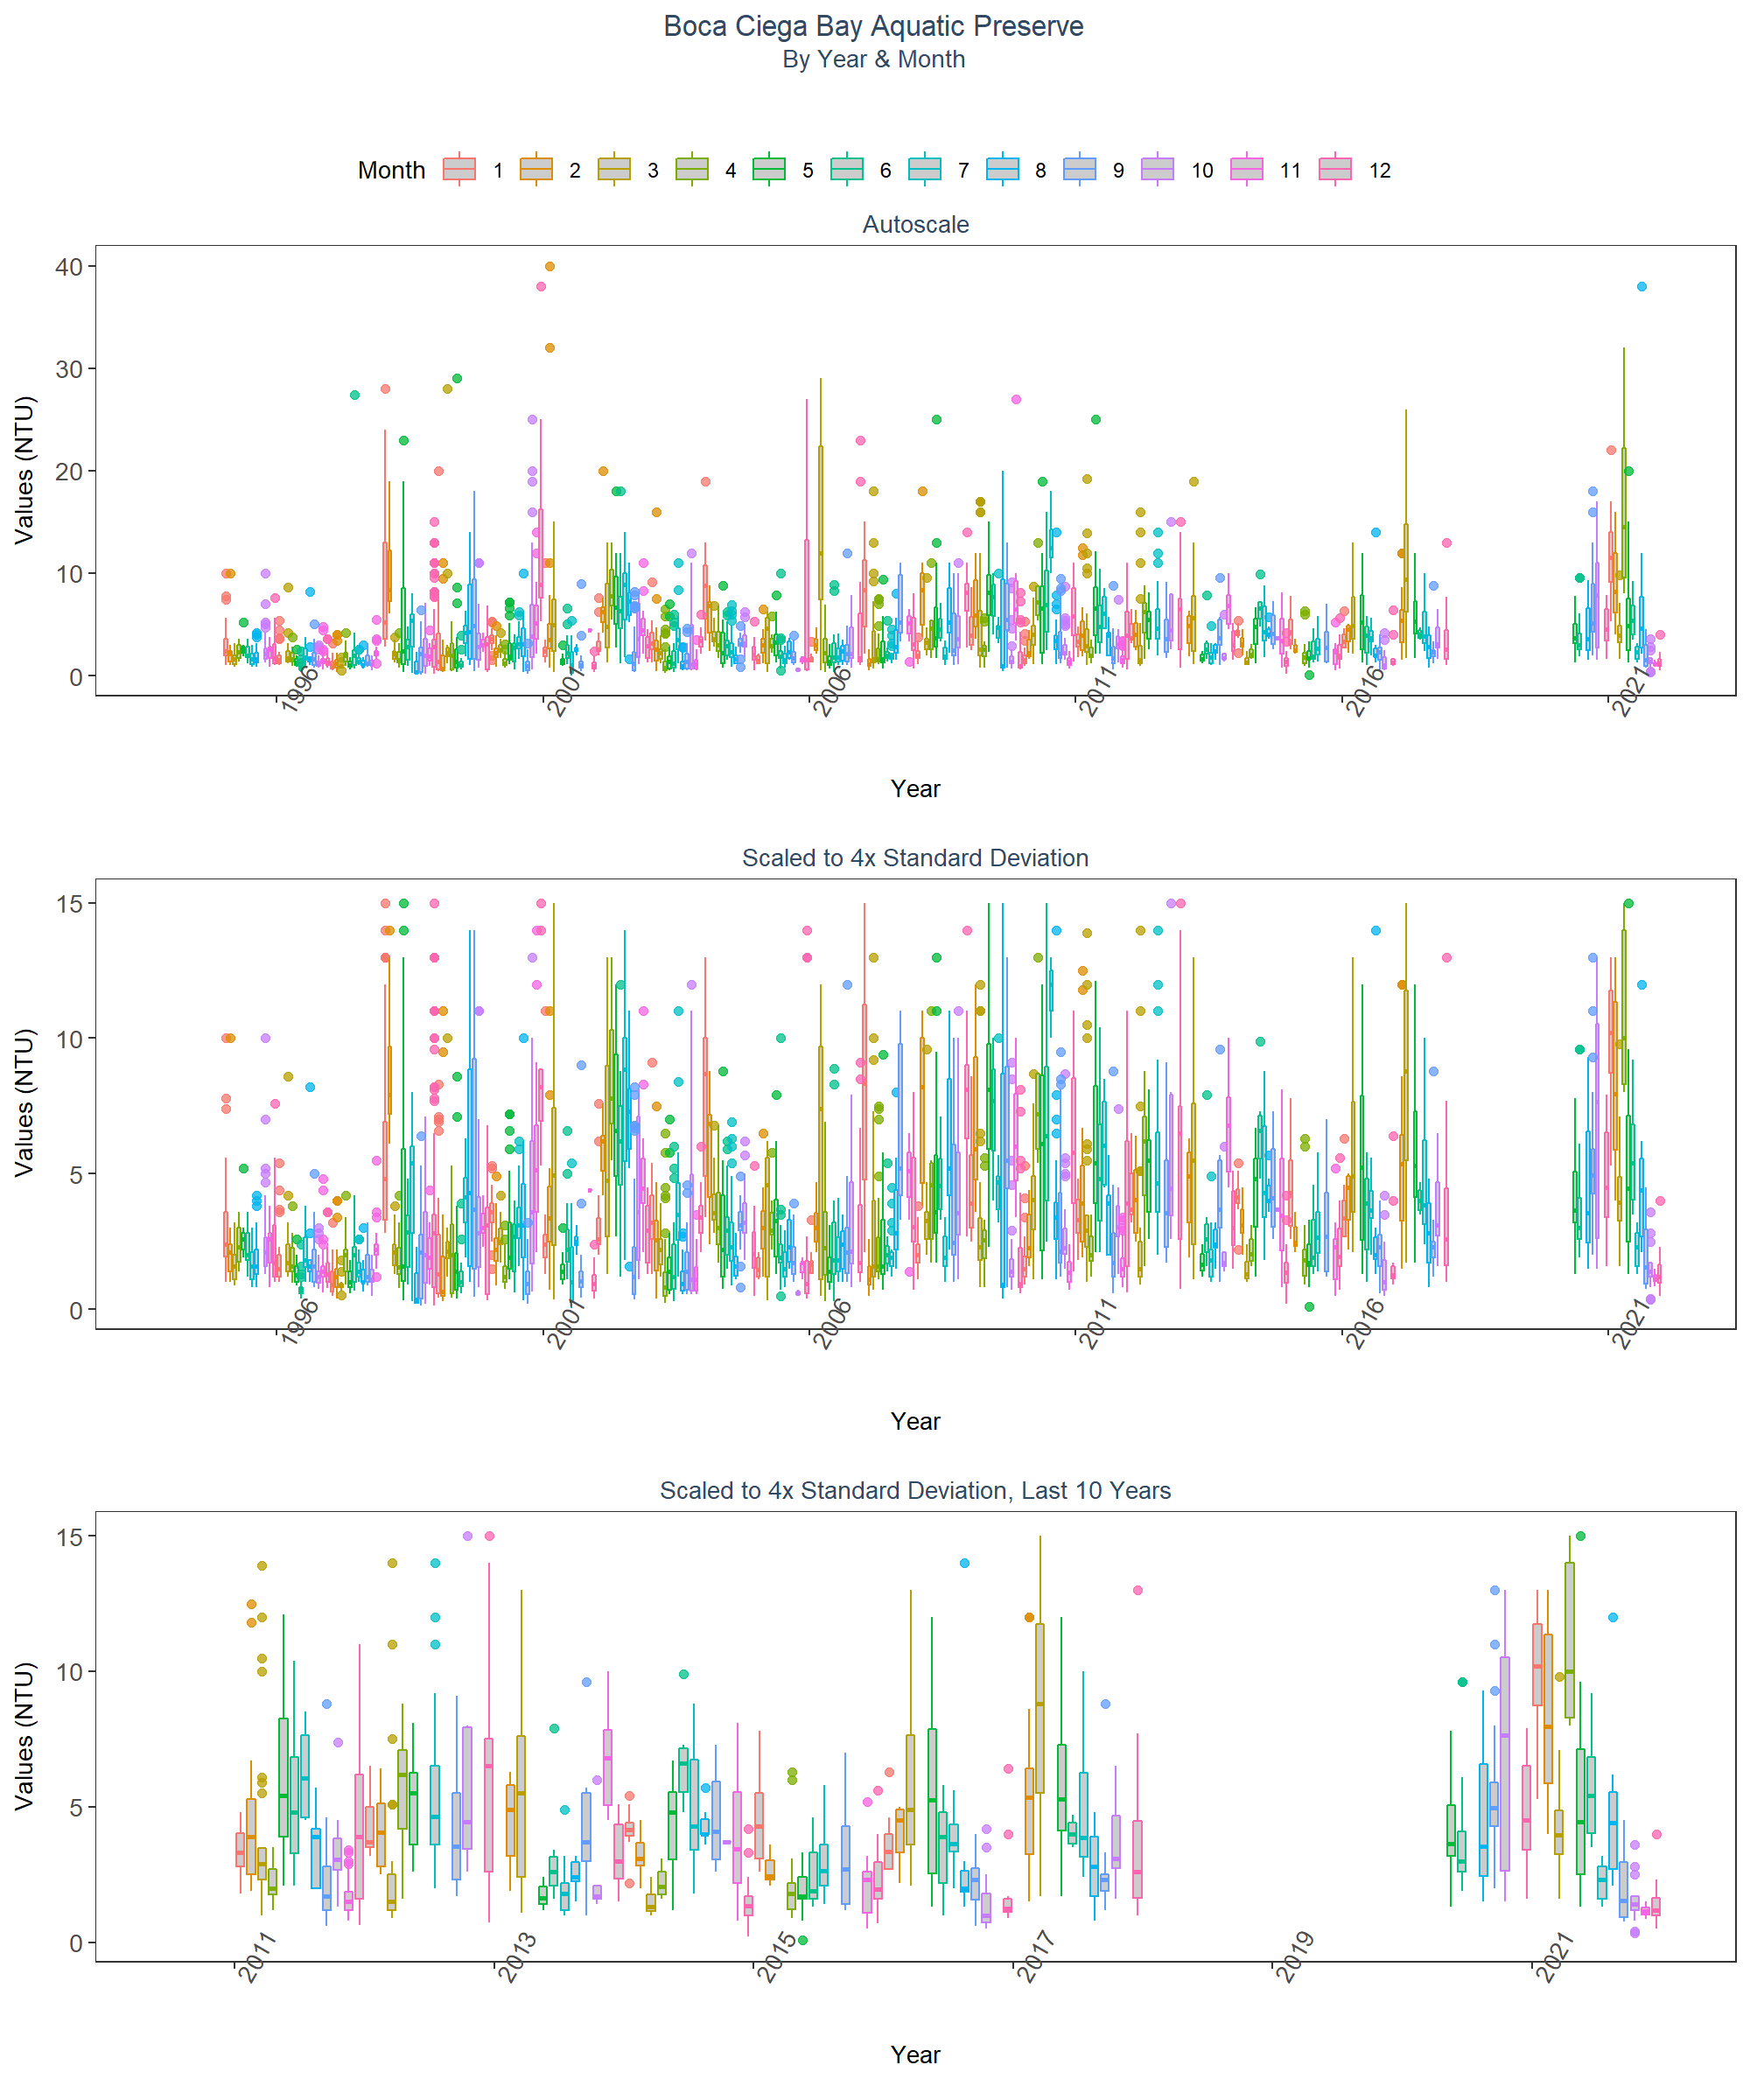 Boca Ciega Bay Aquatic Preserve
By Year & Month
Month 1 2 3 4 5 6 7 8 9 10 11 12
Autoscale
Values (NTU)
40
30
20
10
0
1996 2001 2006 2011 2016 2021
Year
Scaled to 4x Standard Deviation
Values (NTU)
15
10
5
0
1996 2001 2006 2011 2016 2021
Year
Scaled to 4x Standard Deviation, Last 10 Years
Values (NTU)
15
10
5
0
2011 2013 2015 2017 2019 2021
Year